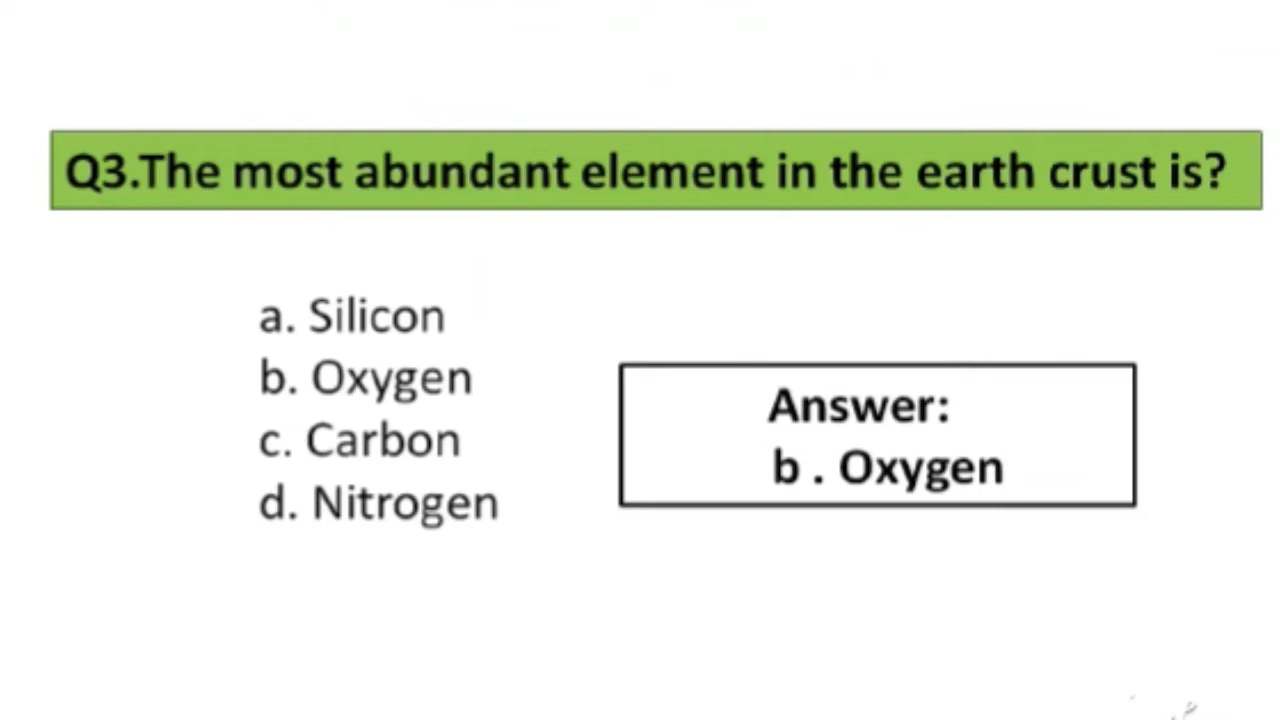 Q3.The most abundant element in the earth crust is?
a. Silicon
b. Oxygen
c. Carbon
d. Nitrogen
Answer:
b . Oxygen